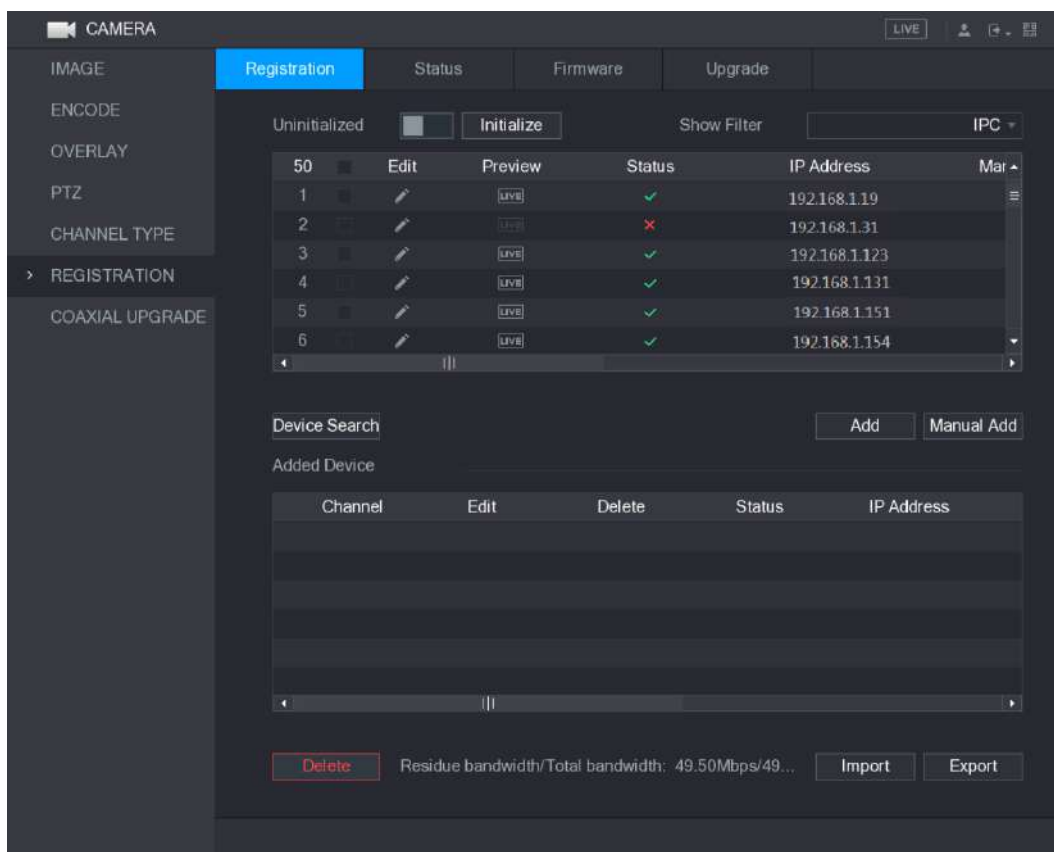 CAMERA LIVE
IMAGE
ENCODE
OVERLAY
PTZ
CHANNEL TYPE
REGISTRATION
COAXIAL UPGRADE
Registration Status Firmware Upgrade
Uninitialized Initialize Show Filter IPC
50 Edit Preview Status IP Address Mar
1 LIVE 192.168.1.19
2 LIVE 192.168.1.31
3 LIVE 192.168.1.123
4 LIVE 192.168.1.131
5 LIVE 192.168.1.151
6 LIVE 192.168.1.154
Device Search Add Manual Add
Added Device
Channel Edit Delete Status IP Address
Delete Residue bandwidth/Total bandwidth: 49.50Mbps/49... Import Export